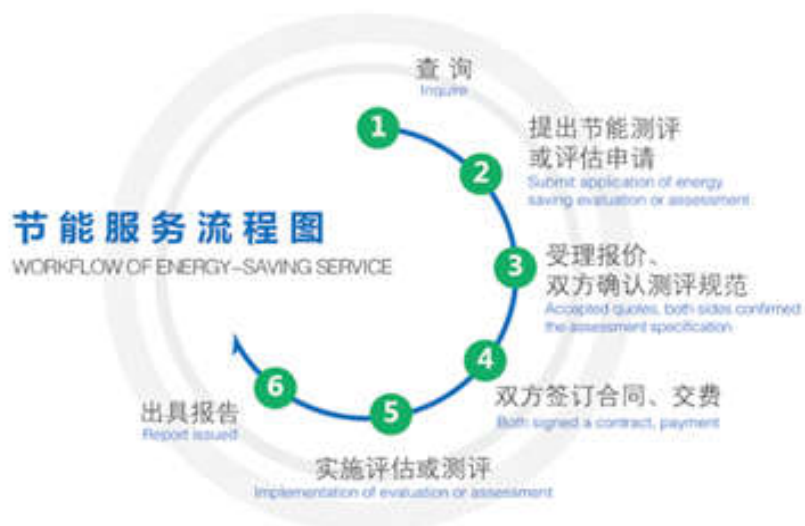 节能服务流程图
WORKFLOW OF ENERGY-SAVING SERVICE
1
查询
Inquire
2
提出节能测评
或评估申请
Submit application of energy
saving evaluation or assessment
3
受理报价、
双方确认测评规范
Accepted quotes, both sides confirmed
the assessment specification
4
双方签订合同、交费
Both signed a contract, payment
5
实施评估或测评
Implementation of evaluation or assessment
6
出具报告
Report issued